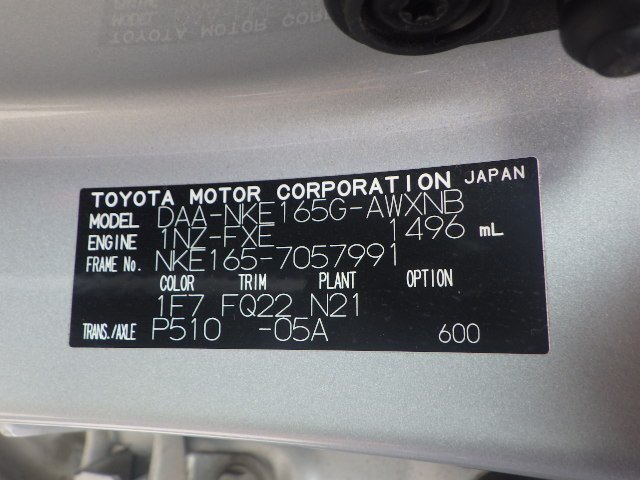 TOYOTA MOTOR CORPORATION JAPAN
MODEL DAA-NKE165G-AWXNB
ENGINE 1NZ-FXE 1496 mL
FRAME No. NKE165-7057991
COLOR TRIM PLANT OPTION
1F7 FQ22 N21
TRANS./AXLE P510 -05A 600